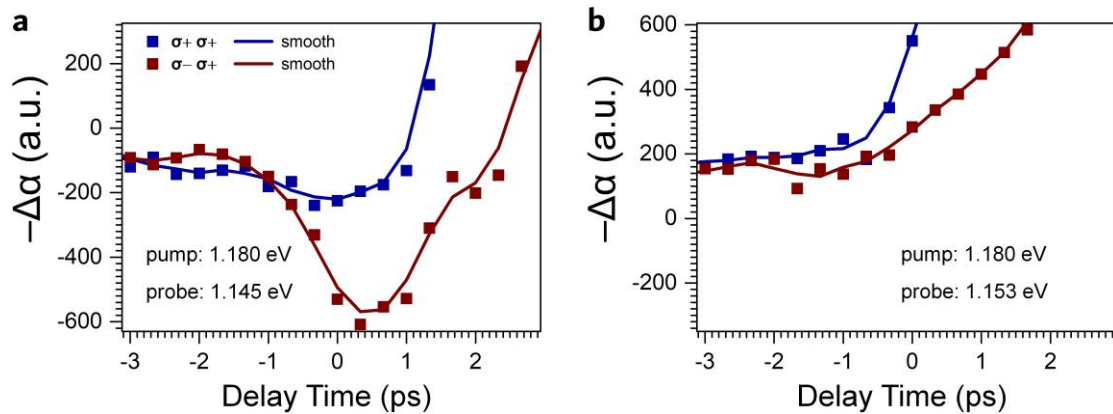 a
−Δα (a.u.)
200
0
-200
-400
-600
σ+ σ+ smooth
σ− σ+ smooth
pump: 1.180 eV
probe: 1.145 eV
-3 -2 -1 0 1 2
Delay Time (ps)
b
−Δα (a.u.)
600
400
200
0
-200
pump: 1.180 eV
probe: 1.153 eV
-3 -2 -1 0 1 2
Delay Time (ps)